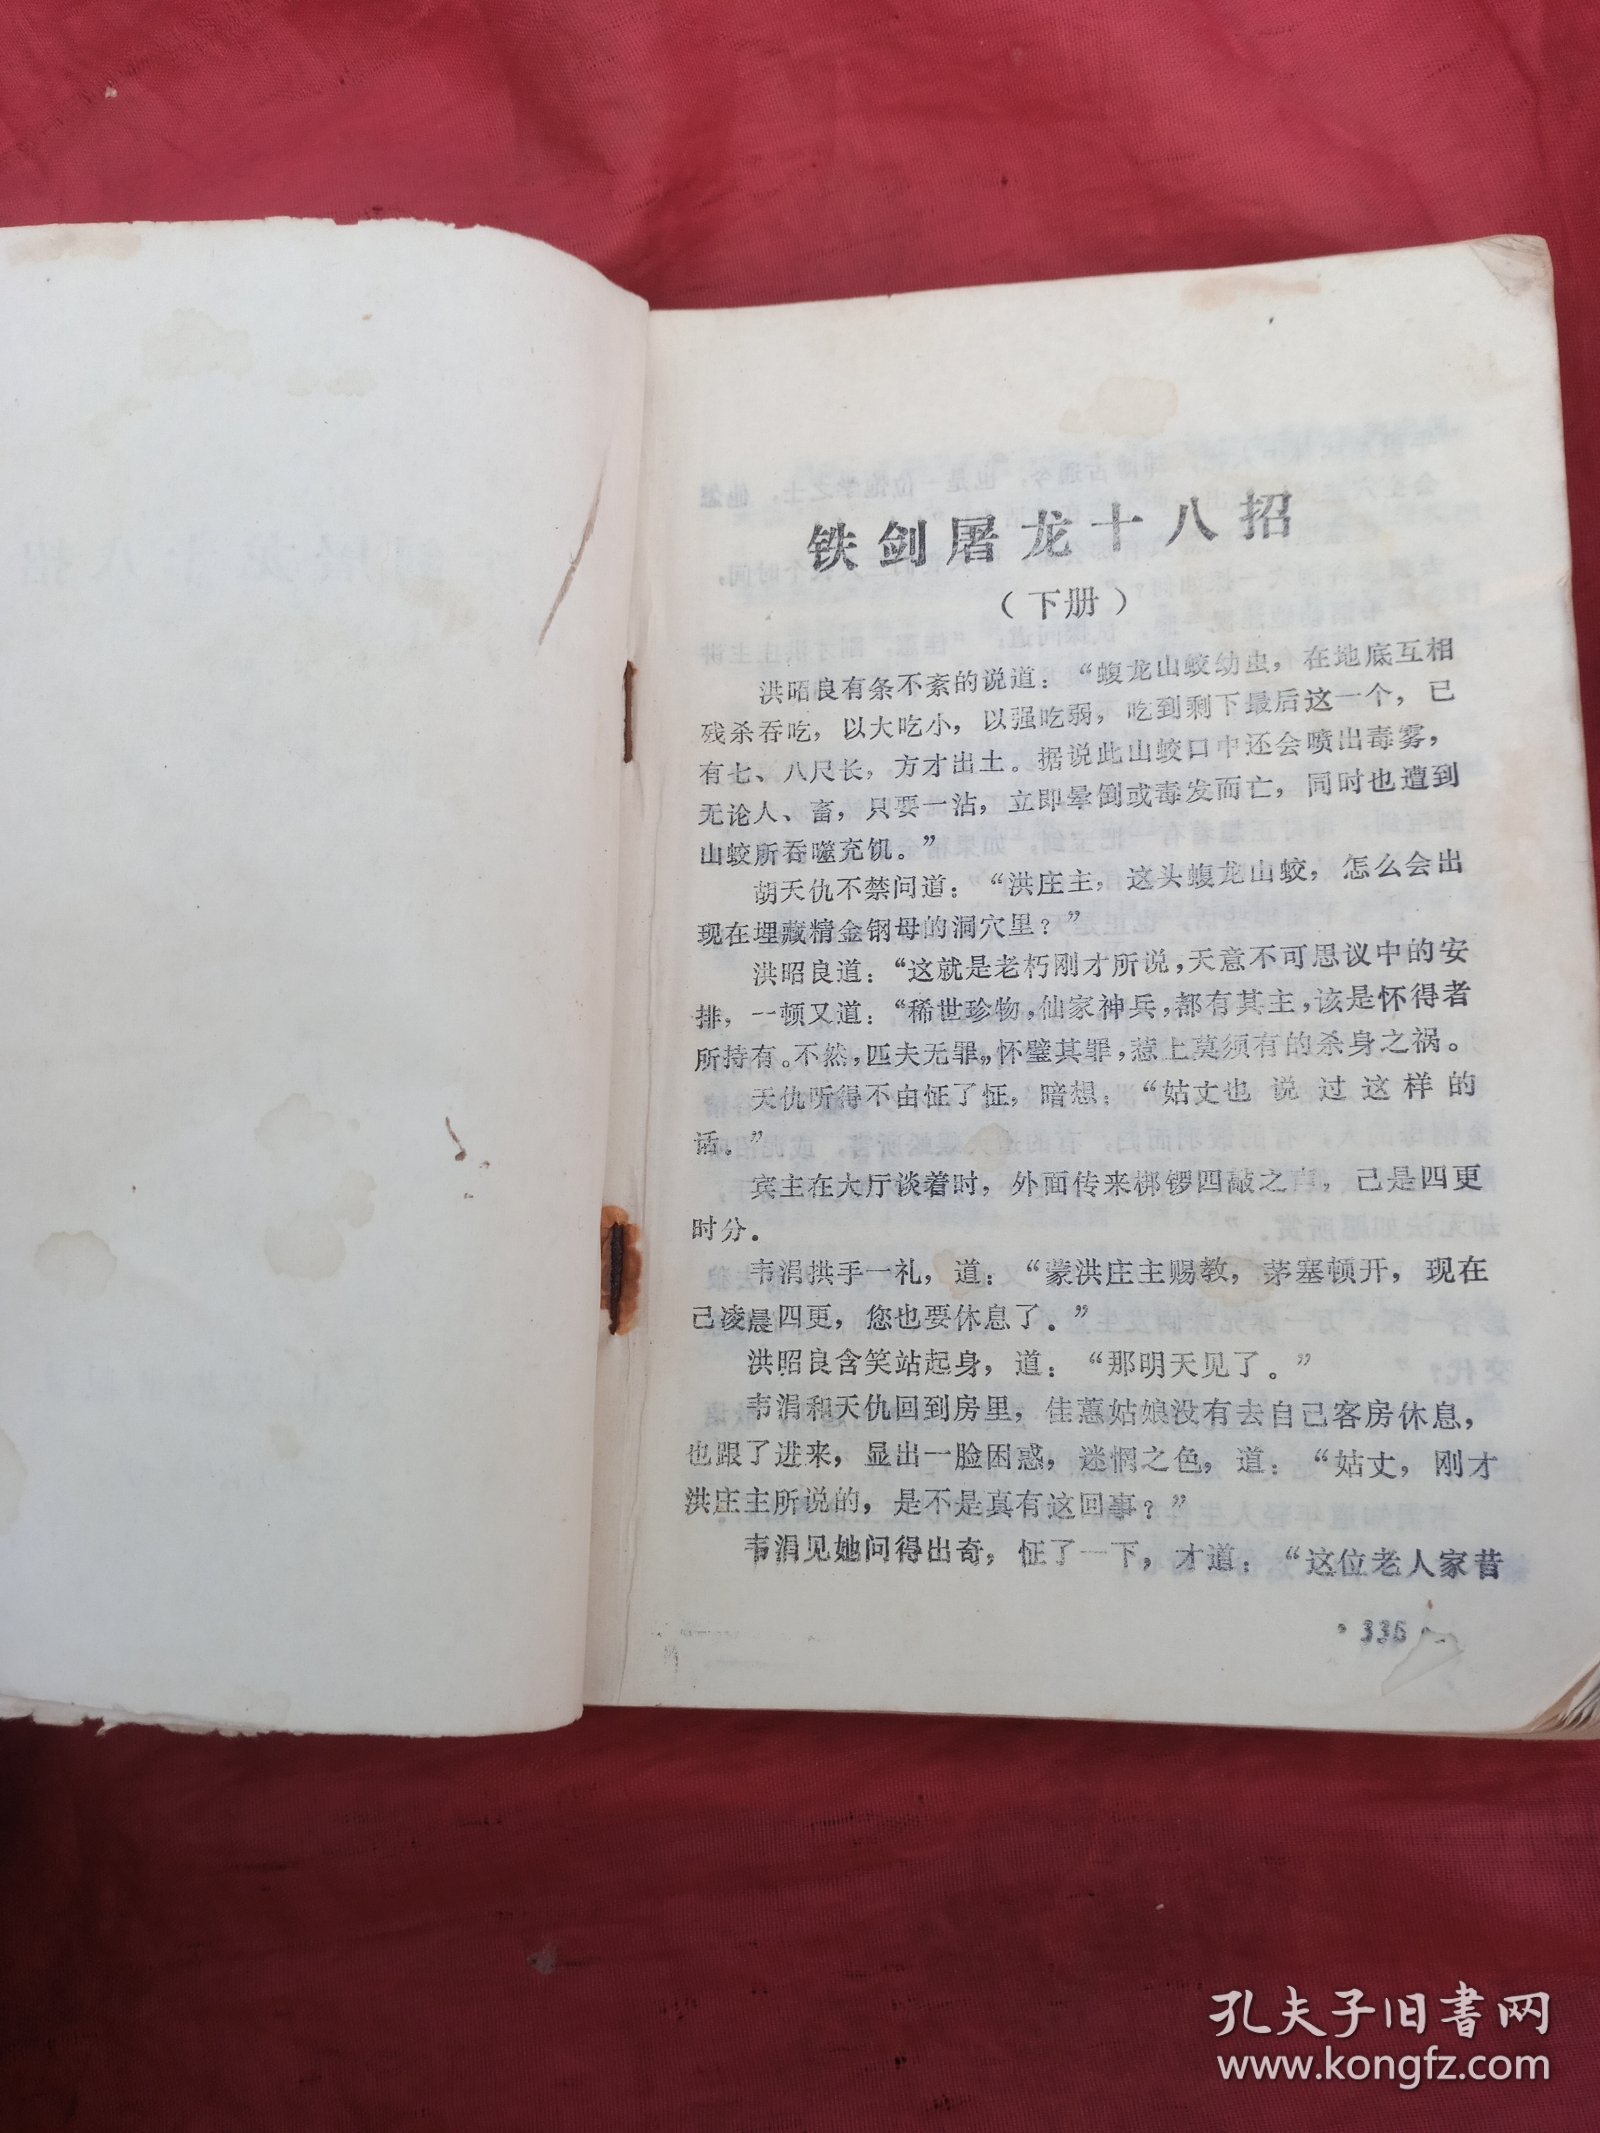 铁剑屠龙十八招
（下册）
洪昭良有条不紊的说道：“蝮龙山蛟幼虫，在地底互相
残杀吞吃，以大吃小，以强吃弱，吃到剩下最后这一个，已
有七、八尺长，方才出土。据说此山蛟口中还会喷出毒雾，
无论人、畜，只要一沾，立即晕倒或毒发而亡，同时也遭到
山蛟所吞噬充饥。”
胡天仇不禁问道：“洪庄主，这头蝮龙山蛟，怎么会出
现在埋藏精金钢母的洞穴里？”
洪昭良道：“这就是老朽刚才所说，天意不可思议中的安
排，一顿又道：“稀世珍物，仙家神兵，都有其主，该是怀得者
所持有。不然，匹夫无罪，怀璧其罪，惹上莫须有的杀身之祸。
天仇听得不由怔了怔，暗想：“姑丈也说过这样的
话。”
宾主在大厅谈着时，外面传来梆锣四敲之声，己是四更
时分．
韦涓拱手一礼，道：“蒙洪庄主赐教，茅塞顿开，现在
己凌晨四更，您也要休息了．”
洪昭良含笑站起身，道：“那明天见了。”
韦涓和天仇回到房里，佳蕙姑娘没有去自己客房休息，
也跟了进来，显出一脸困惑，迷惘之色，道：“姑丈，刚才
洪庄主所说的，是不是真有这回事？”
韦涓见她问得出奇，怔了一下，才道：“这位老人家昔
·336·
孔夫子旧书网
www.kongfz.com